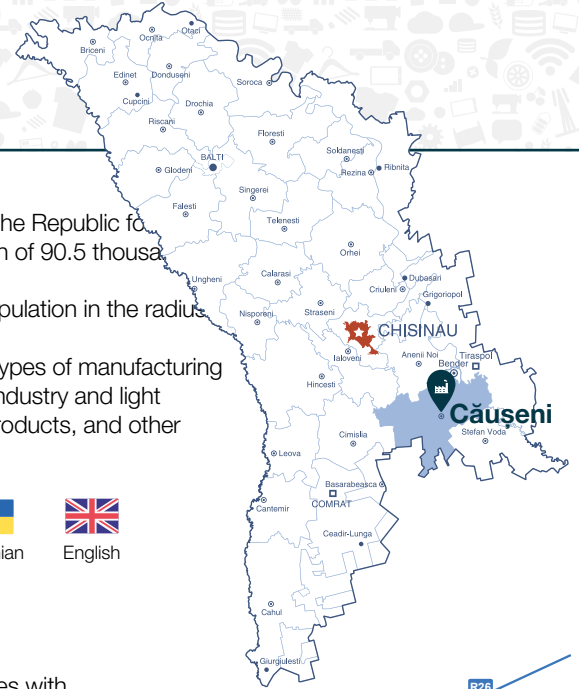 Otaci
Ocnita
Briceni
Edinet
Donduseni
Soroca
Cupcini
Drochia
Riscani
Floresti
BALTI
Soldanesti
Glodeni
Rezina
Ribnita
Singerei
Falesti
Telenesti
the Republic fo
n of 90.5 thousa
Orhei
Ungheni
Calarasi
Dubasari
Criuleni
Grigoriopol
pulation in the radius
Nisporeni
Straseni
CHISINAU
Ialoveni
Anenii Noi
Tiraspol
Bender
ypes of manufacturing
Hincesti
ndustry and light
Căușeni
roducts, and other
Stefan Voda
Cimislia
Leova
Basarabeasca
Cantemir
COMRAT
Ceadir-Lunga
nian
English
Cahul
Giurgiulesti
es with
R26